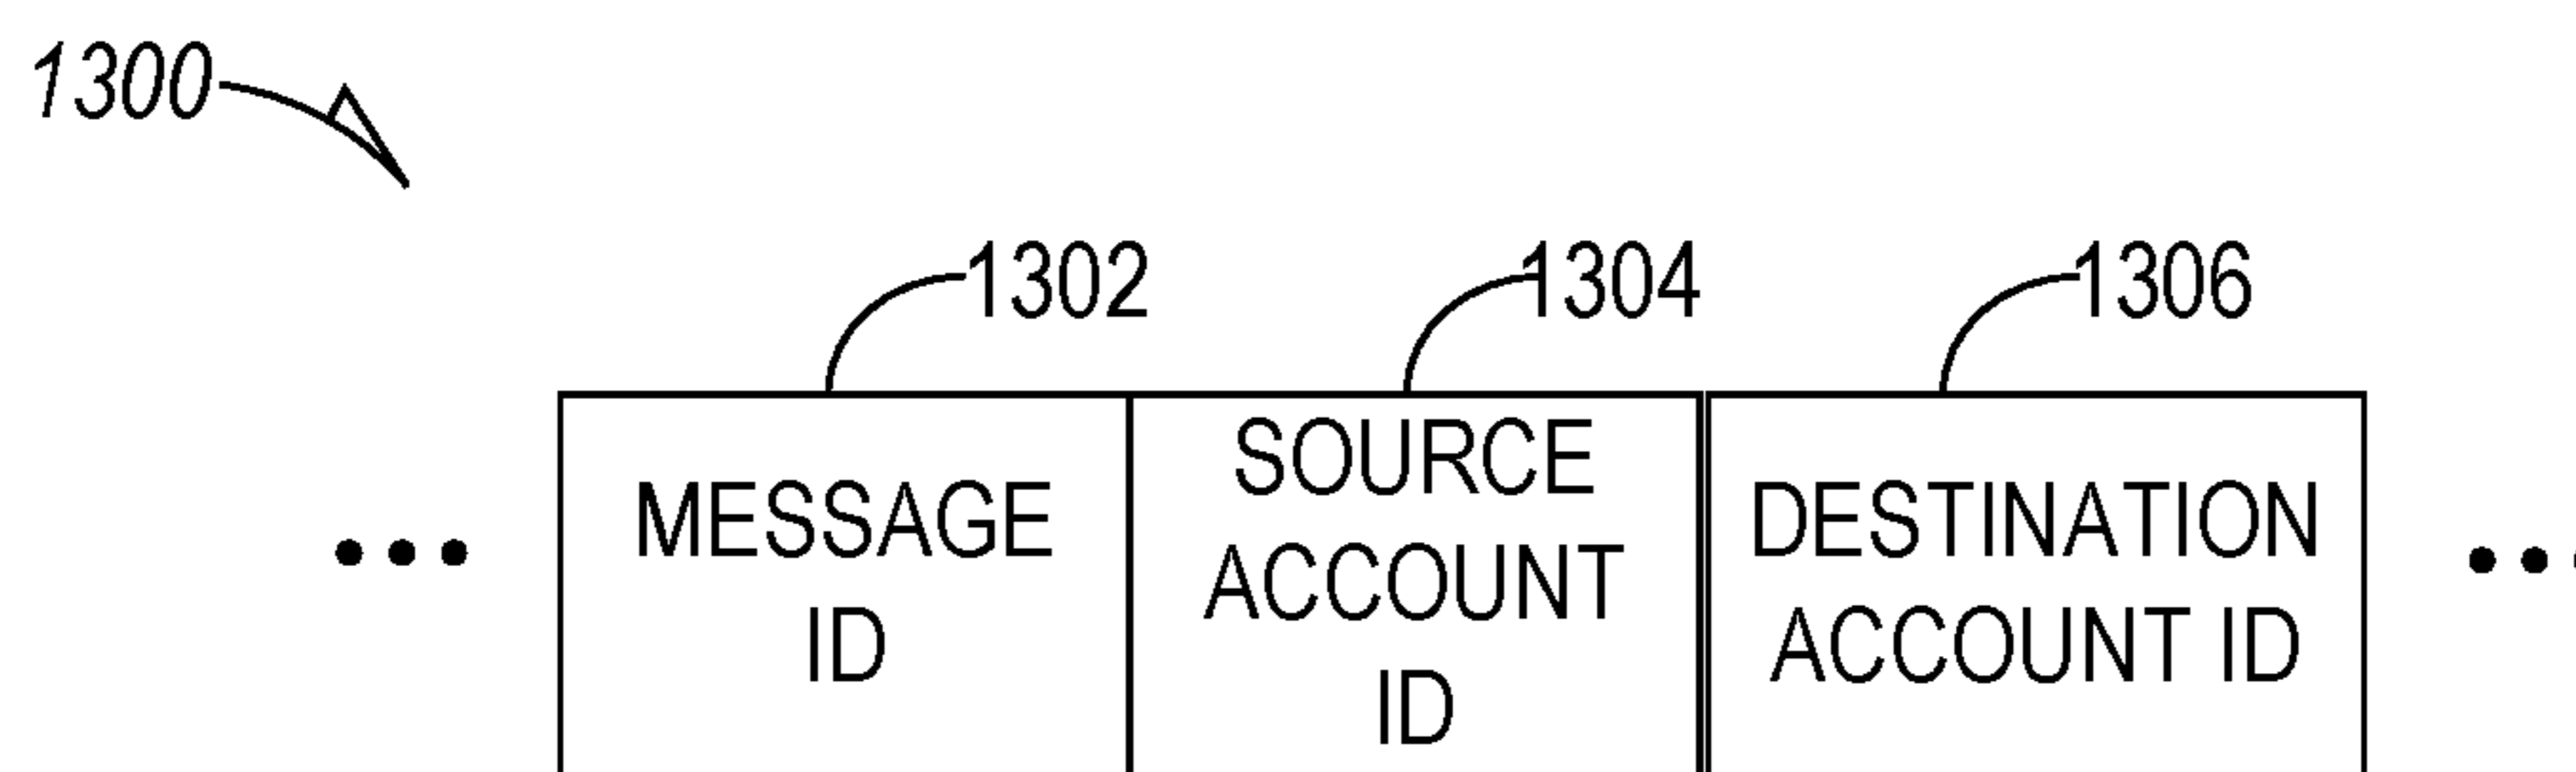 1300
1302 1304 1306
MESSAGE
ID
SOURCE
ACCOUNT
ID
DESTINATION
ACCOUNT ID